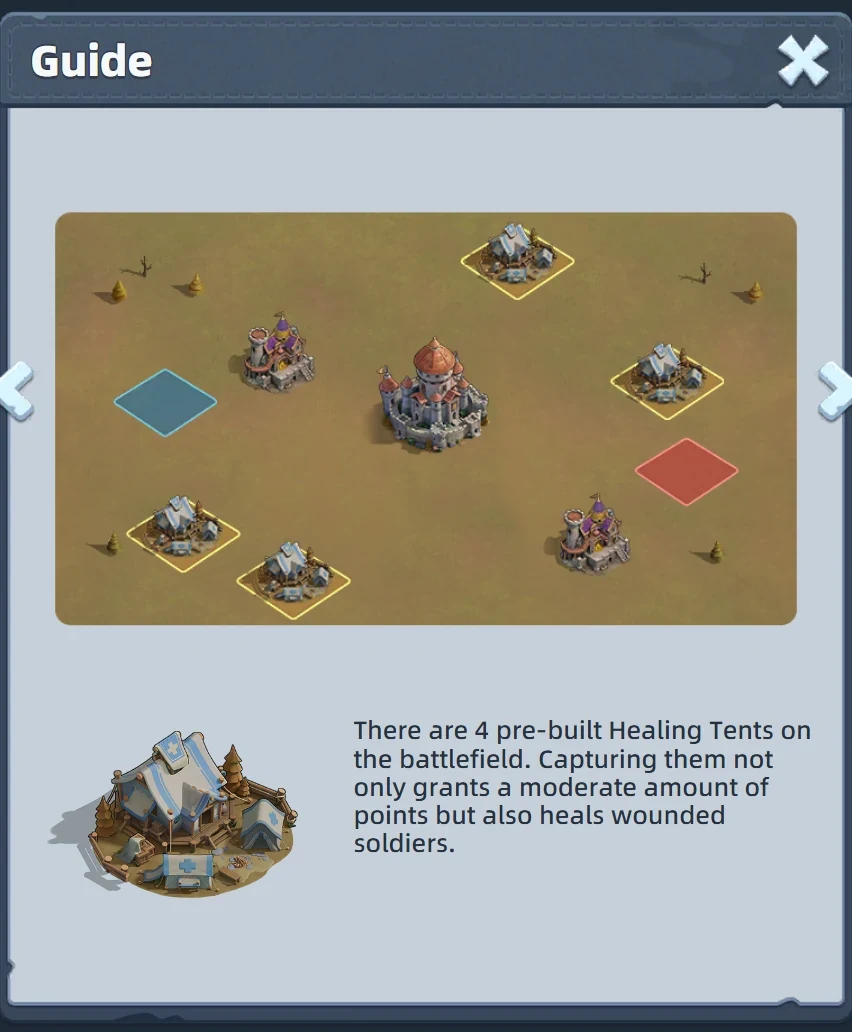 Guide
There are 4 pre-built Healing Tents on
the battlefield. Capturing them not
only grants a moderate amount of
points but also heals wounded
soldiers.